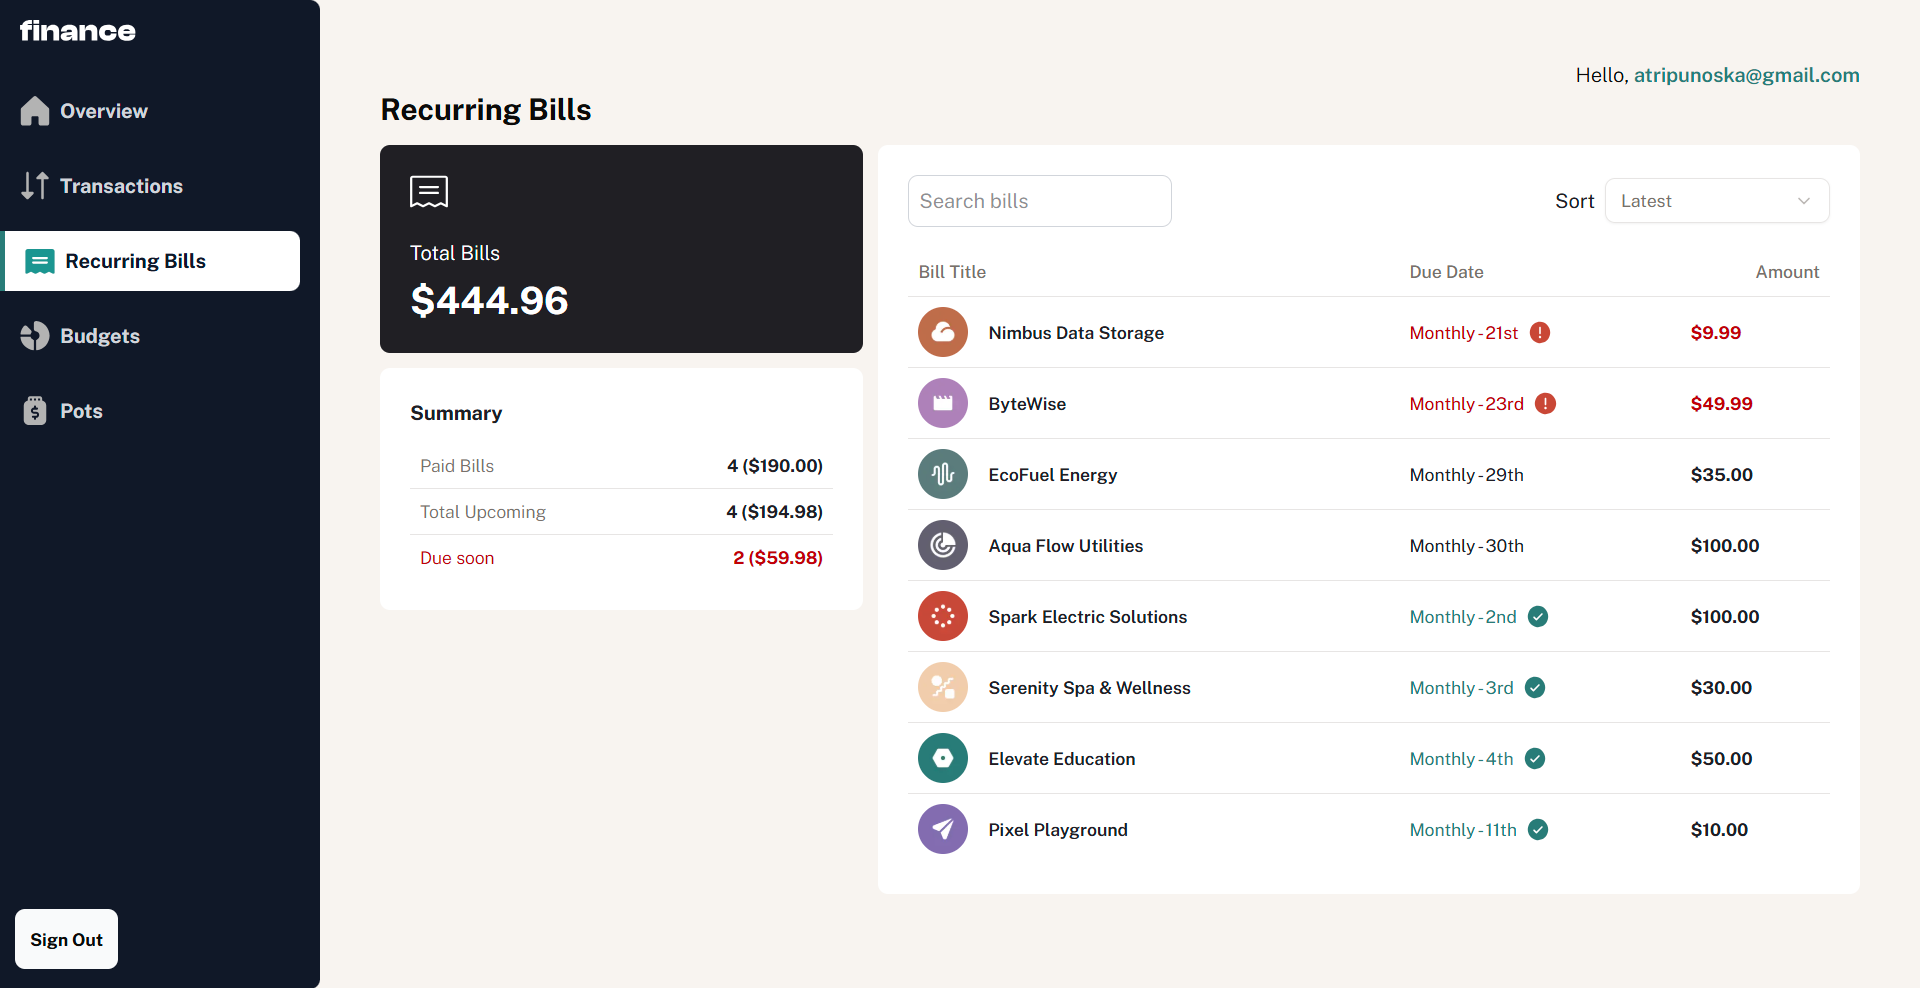 finance
Overview
Transactions
Recurring Bills
Budgets
Pots
Sign Out
Hello, atripunoska@gmail.com
Recurring Bills
Total Bills
$444.96
Summary
Paid Bills 4 ($190.00)
Total Upcoming 4 ($194.98)
Due soon 2 ($59.98)
Search bills
Sort Latest
Bill Title Due Date Amount
Nimbus Data Storage Monthly - 21st $9.99
ByteWise Monthly - 23rd $49.99
EcoFuel Energy Monthly - 29th $35.00
Aqua Flow Utilities Monthly - 30th $100.00
Spark Electric Solutions Monthly - 2nd $100.00
Serenity Spa & Wellness Monthly - 3rd $30.00
Elevate Education Monthly - 4th $50.00
Pixel Playground Monthly - 11th $10.00